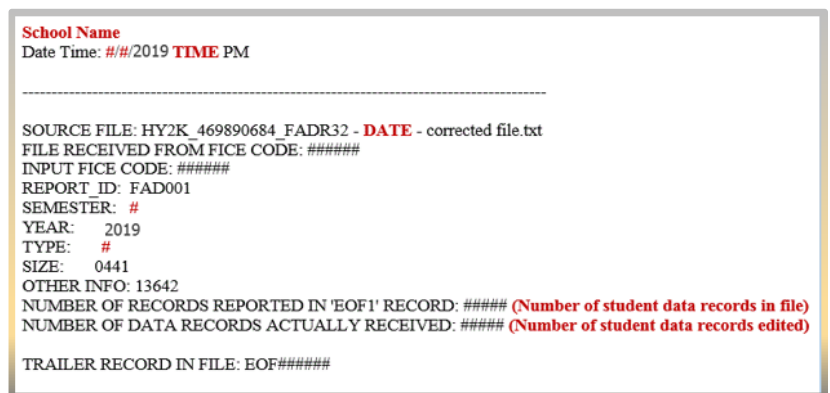 School Name
Date Time: #/#/2019 TIME PM
-----------------------------------------------------------------------------------------
SOURCE FILE: HY2K_469890684_FADR32 - DATE - corrected file.txt
FILE RECEIVED FROM FICE CODE: ######
INPUT FICE CODE: ######
REPORT_ID: FAD001
SEMESTER: #
YEAR: 2019
TYPE: #
SIZE: 0441
OTHER INFO: 13642
NUMBER OF RECORDS REPORTED IN 'EOF1' RECORD: ##### (Number of student data records in file)
NUMBER OF DATA RECORDS ACTUALLY RECEIVED: ##### (Number of student data records edited)
TRAILER RECORD IN FILE: EOF######